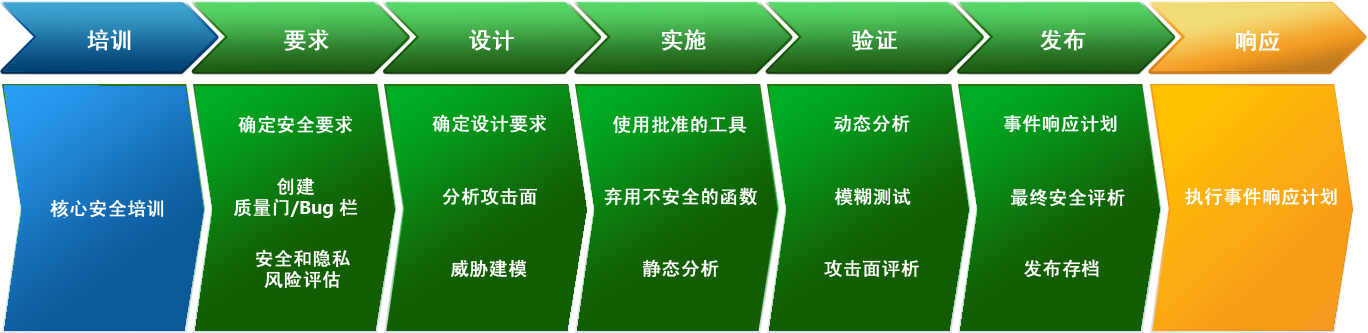 培训
要求
设计
实施
验证
发布
响应
核心安全培训
确定安全要求
创建
质量门/Bug 栏
安全和隐私
风险评估
确定设计要求
分析攻击面
威胁建模
使用批准的工具
弃用不安全的函数
静态分析
动态分析
模糊测试
攻击面评析
事件响应计划
最终安全评析
发布存档
执行事件响应计划